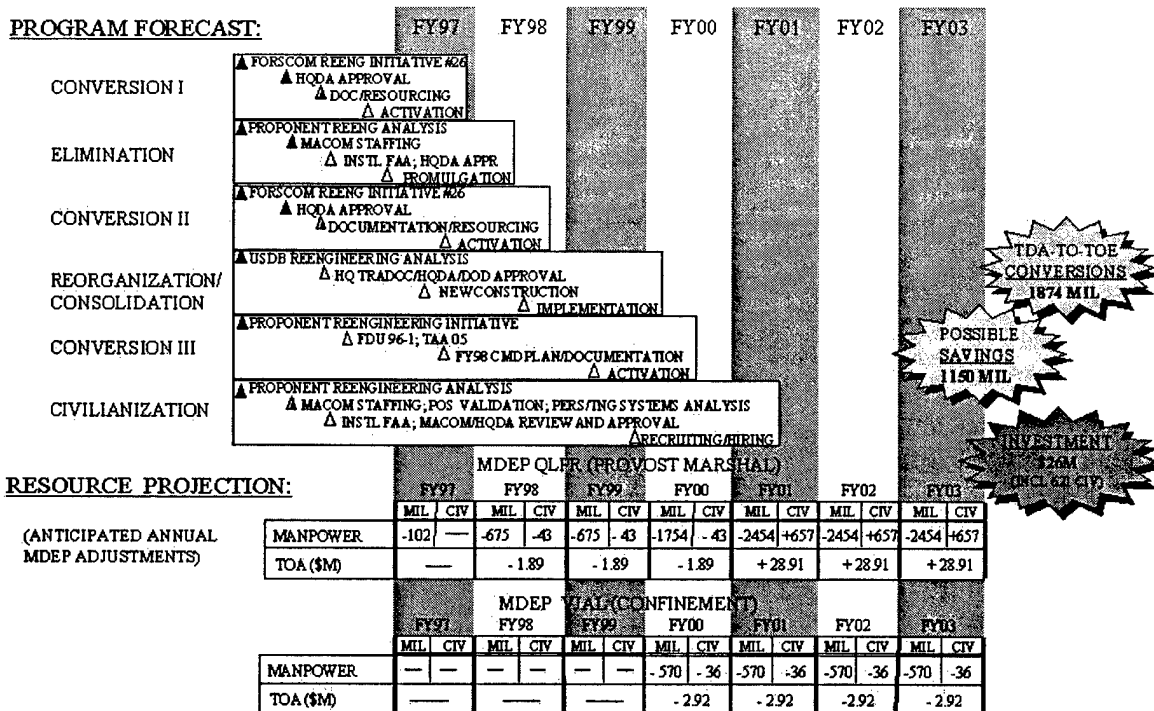 PROGRAM FORECAST: FY97 FY98 FY99 FY00 FY01 FY02 FY03
CONVERSION I
FORSCOM REENG INITIATIVE #26
HQDA APPROVAL
DOC/RESOURCING
ACTIVATION
ELIMINATION
PROPONENT REENG ANALYSIS
MACOM STAFFING
INSTL FAA; HQDA APPR
PROMULGATION
CONVERSION II
FORSCOM REENG INITIATIVE #26
HQDA APPROVAL
DOCUMENTATION/RESOURCING
ACTIVATION
REORGANIZATION/
CONSOLIDATION
USDB REENGINEERING ANALYSIS
HQ TRADOC/HQDA/DOD APPROVAL
NEW CONSTRUCTION
IMPLEMENTATION
CONVERSION III
PROPONENT REENGINEERING INITIATIVE
FDU 96-1; TAA 05
FY98 CMD PLAN/DOCUMENTATION
ACTIVATION
CIVILIANIZATION
PROPONENT REENGINEERING ANALYSIS
MACOM STAFFING; POS VALIDATION; PERS/TNG SYSTEMS ANALYSIS
INSTL FAA; MACOM/HQDA REVIEW AND APPROVAL
RECRUITING/HIRING
TDA-TO-TOE
CONVERSIONS
1874 MIL
POSSIBLE
SAVINGS
1150 MIL
INVESTMENT
$26M
(INCL 621 CIV)
RESOURCE PROJECTION:
(ANTICIPATED ANNUAL
MDEP ADJUSTMENTS)
MDEP QLPR (PROVOST MARSHAL)
FY97 FY98 FY99 FY00 FY01 FY02 FY03
MIL CIV MIL CIV MIL CIV MIL CIV MIL CIV MIL CIV MIL CIV
MANPOWER -102 — -675 -43 -675 -43 -1754 -43 -2454 +657 -2454 +657 -2454 +657
TOA ($M) — -1.89 -1.89 -1.89 +28.91 +28.91 +28.91
MDEP VJAL (CONFINEMENT)
FY97 FY98 FY99 FY00 FY01 FY02 FY03
MIL CIV MIL CIV MIL CIV MIL CIV MIL CIV MIL CIV MIL CIV
MANPOWER — — — — — — -570 -36 -570 -36 -570 -36 -570 -36
TOA ($M) — — — -2.92 -2.92 -2.92 -2.92